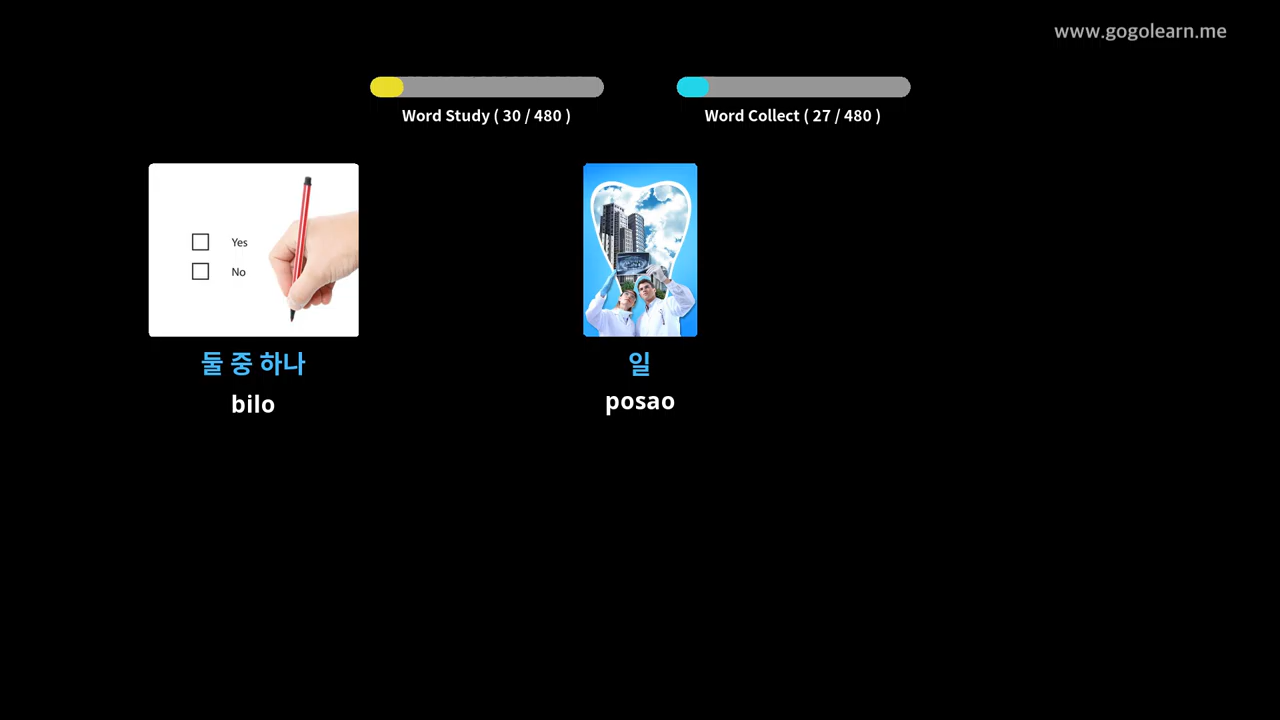 www.gogolearn.me
Word Study ( 30 / 480 )
Word Collect ( 27 / 480 )
Yes
No
둘 중 하나
bilo
일
posao